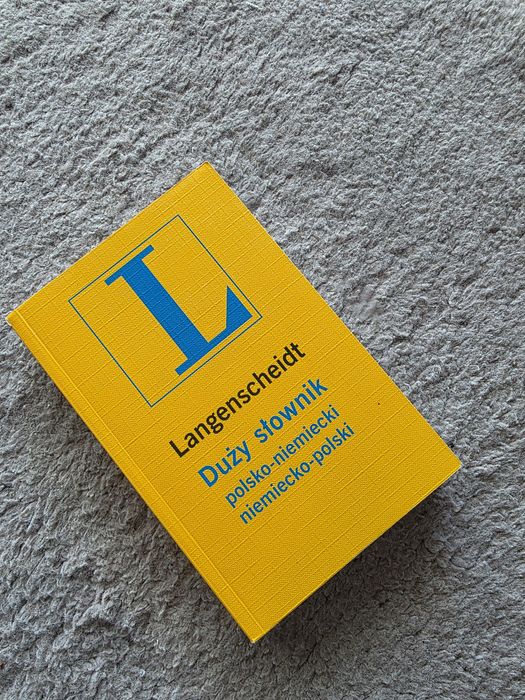 L
Langenscheidt
Duży słownik
polsko-niemiecki
niemiecko-polski